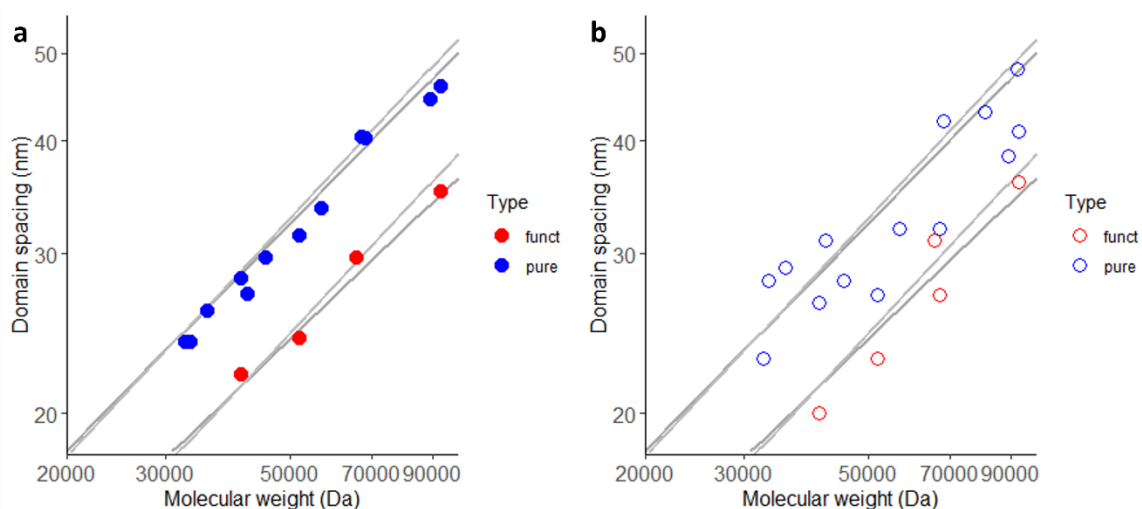 a
50
40
30
20
Domain spacing (nm)
20000 30000 50000 70000 90000
Molecular weight (Da)
Type
funct
pure
b
50
40
30
20
Domain spacing (nm)
20000 30000 50000 70000 90000
Molecular weight (Da)
Type
funct
pure